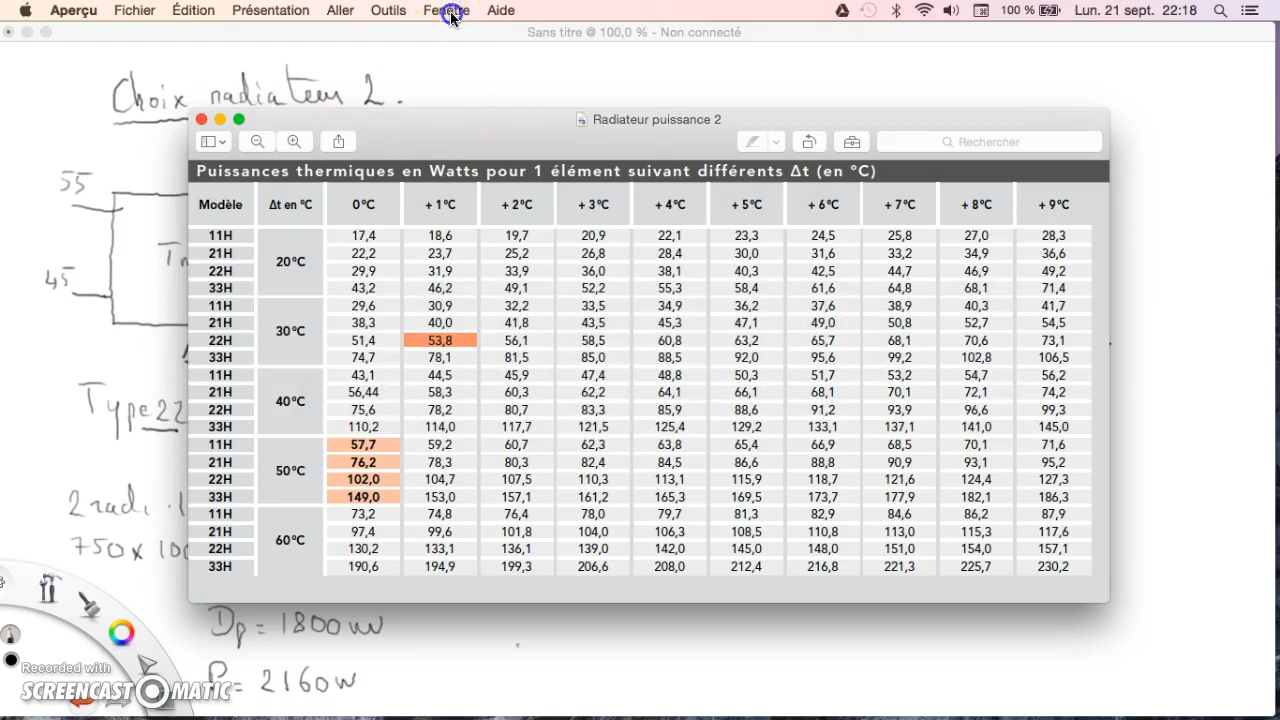 Aperçu Fichier Édition Présentation Aller Outils Fenêtre Aide 100 % Lun. 21 sept. 22:18
Sans titre @ 100,0 % - Non connecté
Choix radiateur 2.
Radiateur puissance 2
Rechercher
Puissances thermiques en Watts pour 1 élément suivant différents Δt (en °C)
Modèle Δt en °C 0°C + 1°C + 2°C + 3°C + 4°C + 5°C + 6°C + 7°C + 8°C + 9°C
11H 17,4 18,6 19,7 20,9 22,1 23,3 24,5 25,8 27,0 28,3
21H 22,2 23,7 25,2 26,8 28,4 30,0 31,6 33,2 34,9 36,6
20°C
22H 29,9 31,9 33,9 36,0 38,1 40,3 42,5 44,7 46,9 49,2
33H 43,2 46,2 49,1 52,2 55,3 58,4 61,6 64,8 68,1 71,4
11H 29,6 30,9 32,2 33,5 34,9 36,2 37,6 38,9 40,3 41,7
21H 38,3 40,0 41,8 43,5 45,3 47,1 49,0 50,8 52,7 54,5
30°C
22H 51,4 53,8 56,1 58,5 60,8 63,2 65,7 68,1 70,6 73,1
33H 74,7 78,1 81,5 85,0 88,5 92,0 95,6 99,2 102,8 106,5
11H 43,1 44,5 45,9 47,4 48,8 50,3 51,7 53,2 54,7 56,2
21H 56,44 58,3 60,3 62,2 64,1 66,1 68,1 70,1 72,1 74,2
40°C
22H 75,6 78,2 80,7 83,3 85,9 88,6 91,2 93,9 96,6 99,3
33H 110,2 114,0 117,7 121,5 125,4 129,2 133,1 137,1 141,0 145,0
11H 57,7 59,2 60,7 62,3 63,8 65,4 66,9 68,5 70,1 71,6
21H 76,2 78,3 80,3 82,4 84,5 86,6 88,8 90,9 93,1 95,2
50°C
22H 102,0 104,7 107,5 110,3 113,1 115,9 118,7 121,6 124,4 127,3
33H 149,0 153,0 157,1 161,2 165,3 169,5 173,7 177,9 182,1 186,3
11H 73,2 74,8 76,4 78,0 79,7 81,3 82,9 84,6 86,2 87,9
21H 97,4 99,6 101,8 104,0 106,3 108,5 110,8 113,0 115,3 117,6
60°C
22H 130,2 133,1 136,1 139,0 142,0 145,0 148,0 151,0 154,0 157,1
33H 190,6 194,9 199,3 206,6 208,0 212,4 216,8 221,3 225,7 230,2
55
45
Type 22
2 radi
750 x 100
Dp = 1800 w
P = 2160 w
Recorded with
SCREENCAST MATIC